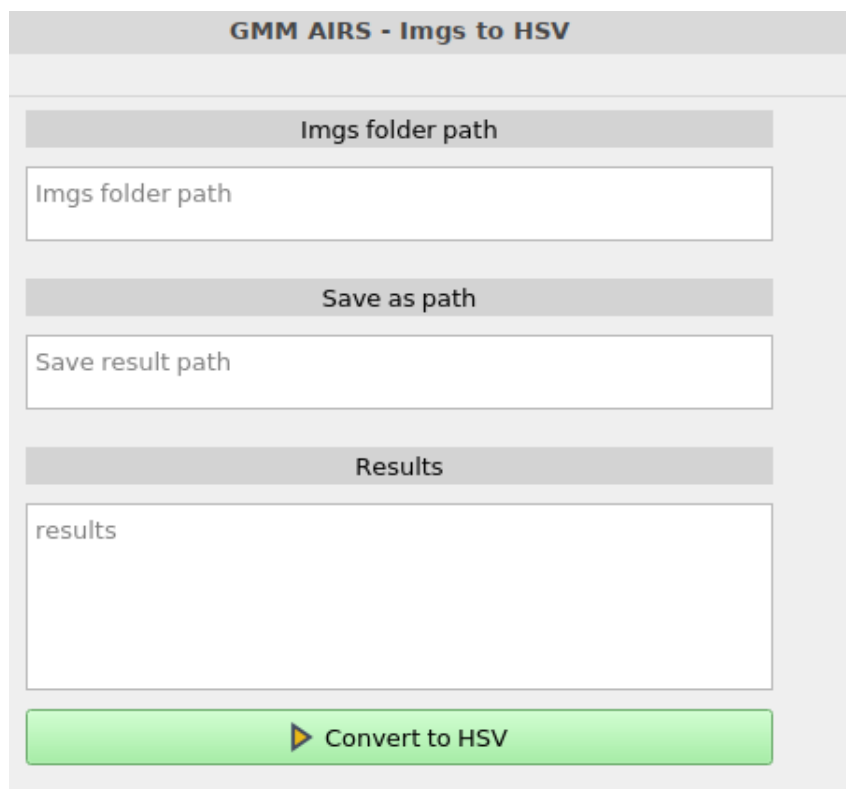 GMM AIRS - Imgs to HSV
Imgs folder path
Imgs folder path
Save as path
Save result path
Results
results
Convert to HSV